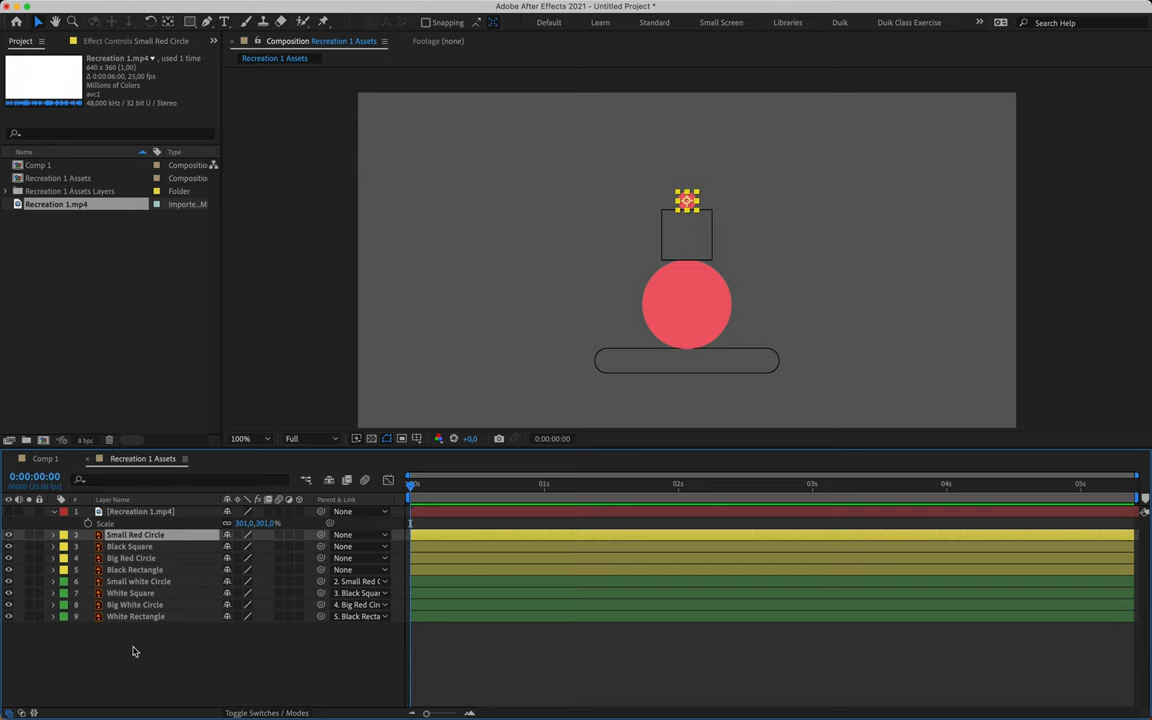 Adobe After Effects 2021 - Untitled Project *
Snapping
Default
Learn
Standard
Small Screen
Libraries
Duik
Duik Class Exercise
Search Help
Project
Effect Controls Small Red Circle
Composition Recreation 1 Assets
Footage (none)
Recreation 1 Assets
Recreation 1.mp4, used 1 time
640 x 360 (1,00)
Δ 0:00:06:00, 25,00 fps
Millions of Colors
avc1
48,000 kHz / 32 bit U / Stereo
Name
Type
Comp 1
Compositio
Recreation 1 Assets
Compositio
Recreation 1 Assets Layers
Folder
Recreation 1.mp4
Importe...M
8 bpc
100%
Full
+0,0
0:00:00:00
Comp 1
Recreation 1 Assets
0:00:00:00
00000 (25.00 fps)
01s
02s
03s
04s
05s
#
Layer Name
Parent & Link
1
[Recreation 1.mp4]
None
Scale
301,0,301,0%
2
Small Red Circle
None
3
Black Square
None
4
Big Red Circle
None
5
Black Rectangle
None
6
Small white Circle
2. Small Red C
7
White Square
3. Black Squar
8
Big White Circle
4. Big Red Circ
9
White Rectangle
5. Black Recta
Toggle Switches / Modes